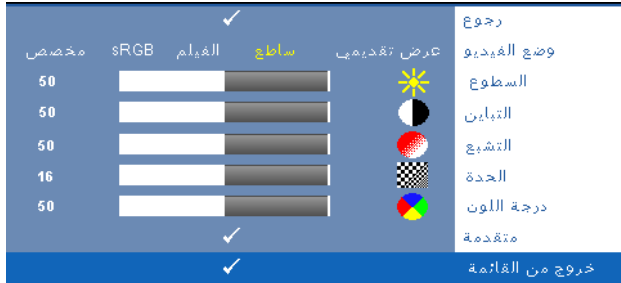 رجوع
وضع الفيديو عرض تقديمي ساطع الفيلم sRGB مخصص
السطوع 50
التباين 50
التشبع 50
الحدة 16
درجة اللون 50
متقدمة
خروج من القائمة